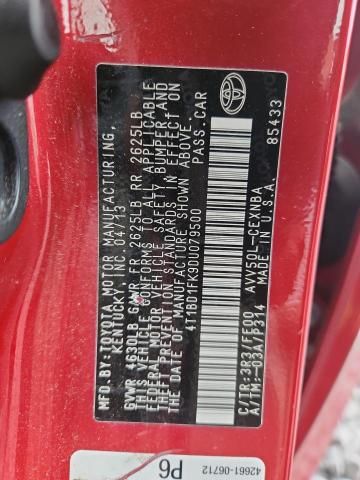 MFD. BY: TOYOTA MOTOR MANUFACTURING,
KENTUCKY, INC. 04/13
GVWR 4630LB GAWR FR 2625LB RR 2625LB
THIS VEHICLE CONFORMS TO ALL APPLICABLE
FEDERAL MOTOR VEHICLE SAFETY, BUMPER, AND
THEFT PREVENTION STANDARDS IN EFFECT ON
THE DATE OF MANUFACTURE SHOWN ABOVE.
4T1BD1FK9DU079580 PASS.CAR
C/TR:3R3/FE00 AVV50L-CEXNBA
A/TM:-03A/P314 MADE IN U.S.A.
85433
42661-06712
P6